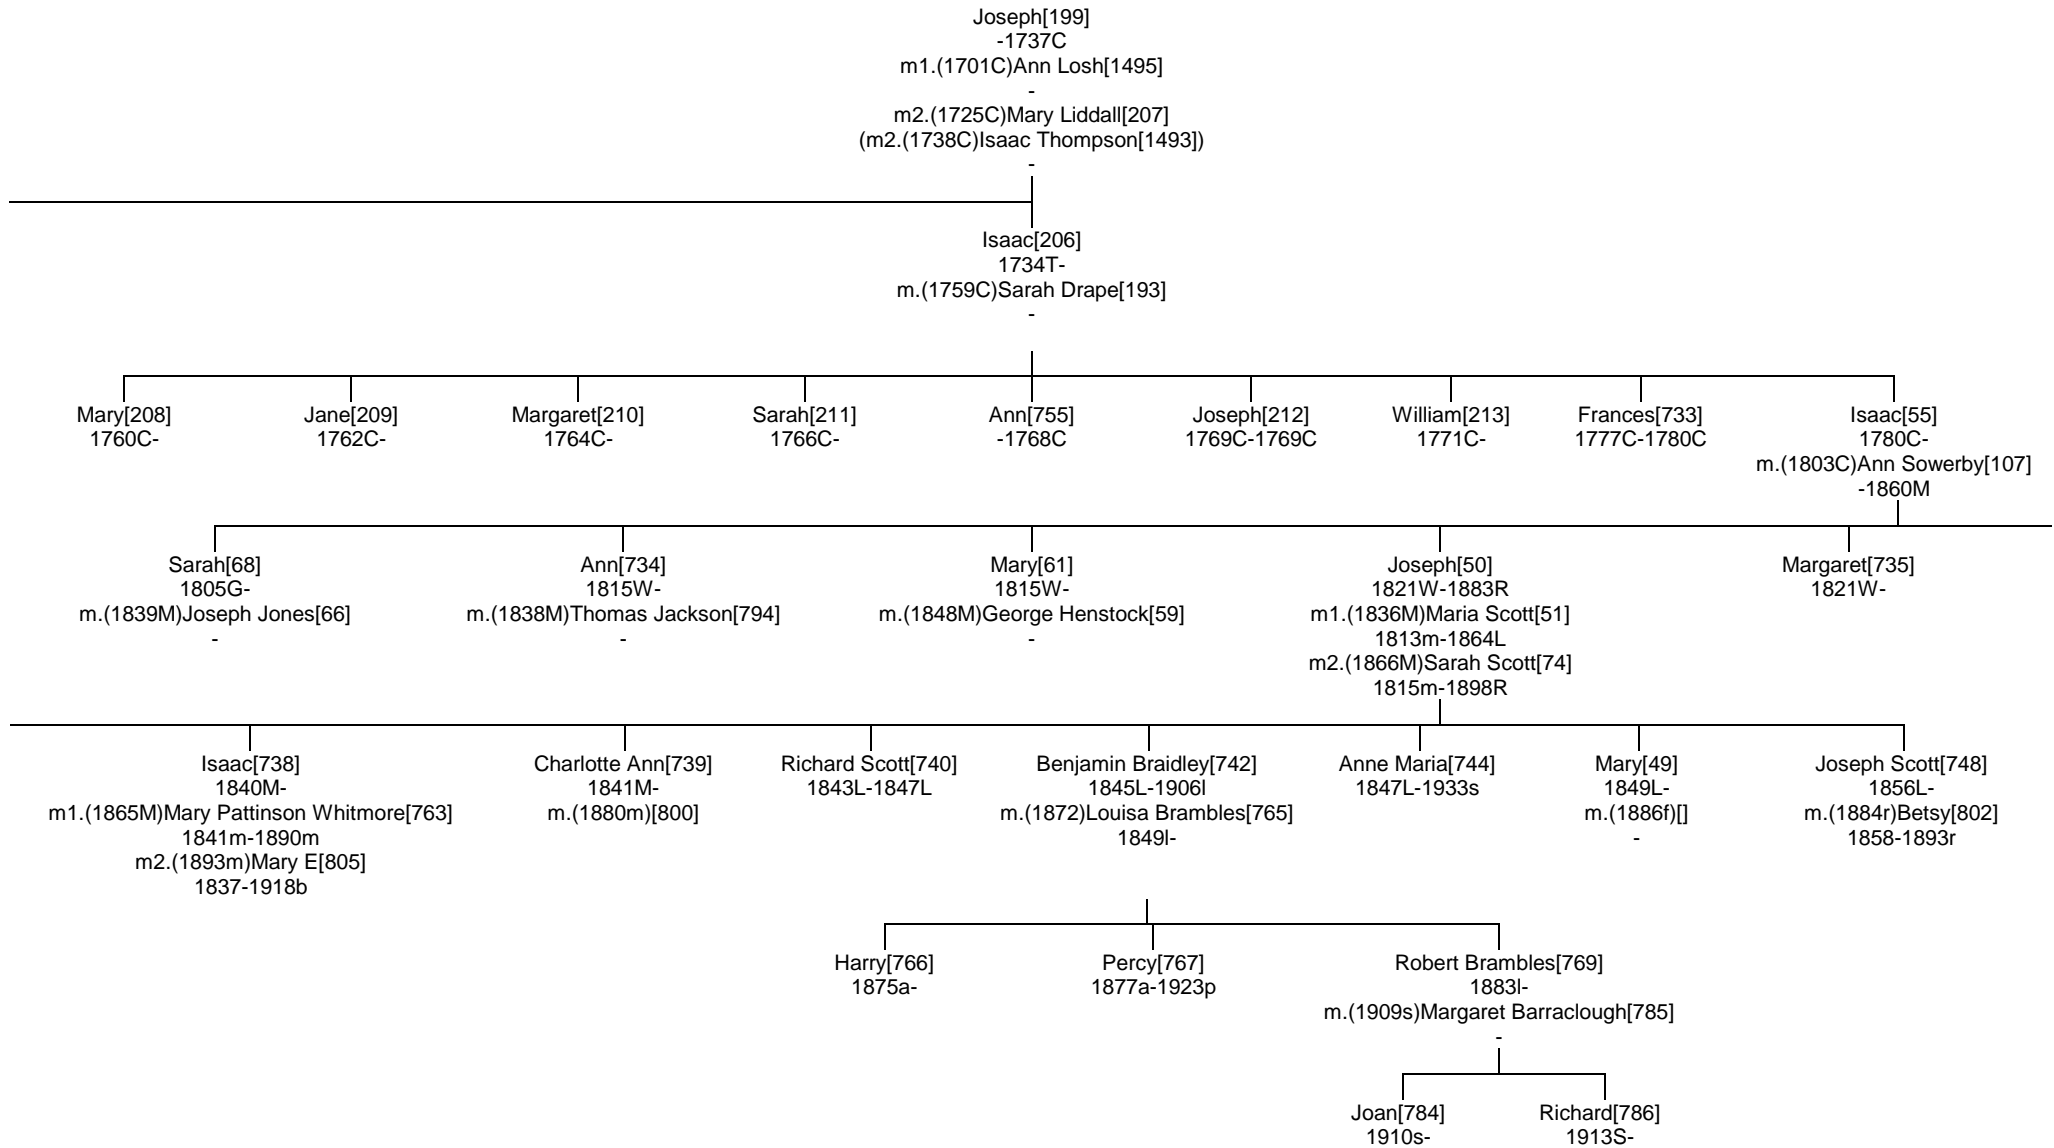 Joseph[199]
-1737C
m1.(1701C)Ann Losh[1495]
-
m2.(1725C)Mary Liddall[207]
(m2.(1738C)Isaac Thompson[1493])
-
Isaac[206]
1734T-
m.(1759C)Sarah Drape[193]
-
Mary[208]
1760C-
Jane[209]
1762C-
Margaret[210]
1764C-
Sarah[211]
1766C-
Ann[755]
-1768C
Joseph[212]
1769C-1769C
William[213]
1771C-
Frances[733]
1777C-1780C
Isaac[55]
1780C-
m.(1803C)Ann Sowerby[107]
-1860M
Sarah[68]
1805G-
m.(1839M)Joseph Jones[66]
-
Ann[734]
1815W-
m.(1838M)Thomas Jackson[794]
-
Mary[61]
1815W-
m.(1848M)George Henstock[59]
-
Joseph[50]
1821W-1883R
m1.(1836M)Maria Scott[51]
1813m-1864L
m2.(1866M)Sarah Scott[74]
1815m-1898R
Margaret[735]
1821W-
Isaac[738]
1840M-
m1.(1865M)Mary Pattinson Whitmore[763]
1841m-1890m
m2.(1893m)Mary E[805]
1837-1918b
Charlotte Ann[739]
1841M-
m.(1880m)[800]
Richard Scott[740]
1843L-1847L
Benjamin Braidley[742]
1845L-1906l
m.(1872)Louisa Brambles[765]
1849l-
Anne Maria[744]
1847L-1933s
Mary[49]
1849L-
m.(1886f)[]
-
Joseph Scott[748]
1856L-
m.(1884r)Betsy[802]
1858-1893r
Harry[766]
1875a-
Percy[767]
1877a-1923p
Robert Brambles[769]
1883l-
m.(1909s)Margaret Barraclough[785]
-
Joan[784]
1910s-
Richard[786]
1913S-